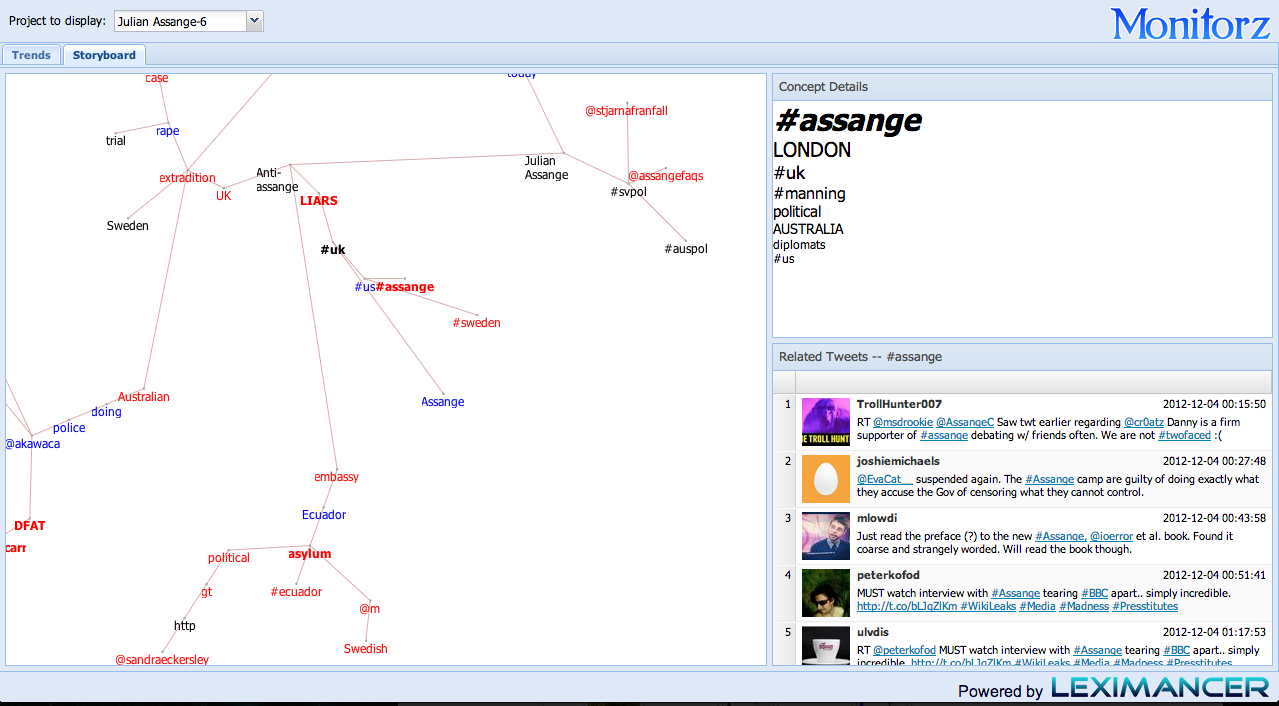 Project to display: Julian Assange-6
Monitorz
Trends Storyboard
case
today
@stjarnafranfall
rape
trial
Julian
Assange
Anti-
assange
extradition
@assangefaqs
UK
LIARS
#svpol
Sweden
#uk
#auspol
#us#assange
#sweden
Australian
Assange
doing
police
@akawaca
embassy
Ecuador
DFAT
carr
asylum
political
gt
#ecuador
@m
http
Swedish
@sandraeckersley
Concept Details
#assange
LONDON
#uk
#manning
political
AUSTRALIA
diplomats
#us
Related Tweets -- #assange
1 TrollHunter007 2012-12-04 00:15:50
RT @msdrookie @AssangeC Saw twt earlier regarding @cr0atz Danny is a firm
supporter of #assange debating w/ friends often. We are not #twofaced :(
THE TROLL HUNT
2 joshiemichaels 2012-12-04 00:27:48
@EvaCat__ suspended again. The #Assange camp are guilty of doing exactly what
they accuse the Gov of censoring what they cannot control.
3 mlowdi 2012-12-04 00:43:58
Just read the preface (?) to the new #Assange, @ioerror et al. book. Found it
coarse and strangely worded. Will read the book though.
4 peterkofod 2012-12-04 00:51:41
MUST watch interview with #Assange tearing #BBC apart.. simply incredible.
http://t.co/bLJqZlKm #WikiLeaks #Media #Madness #Presstitutes
5 ulvdis 2012-12-04 01:17:53
RT @peterkofod MUST watch interview with #Assange tearing #BBC apart.. simply
incredible. http://t.co/bLJqZlKm #WikiLeaks #Media #Madness #Presstitutes
Powered by LEXIMANCER